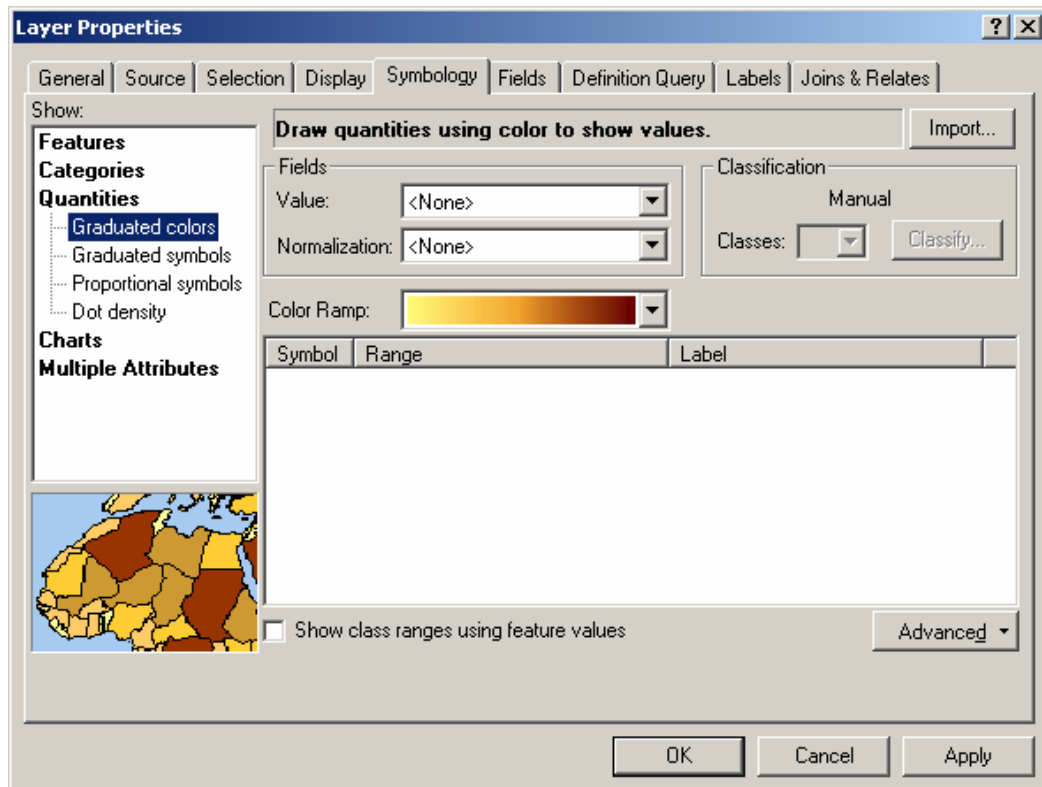 Layer Properties
General Source Selection Display Symbology Fields Definition Query Labels Joins & Relates
Show:
Features
Categories
Quantities
Graduated colors
Graduated symbols
Proportional symbols
Dot density
Charts
Multiple Attributes
Draw quantities using color to show values.
Import...
Fields
Value: <None>
Normalization: <None>
Classification
Manual
Classes:
Classify...
Color Ramp:
Symbol Range Label
Show class ranges using feature values
Advanced
OK Cancel Apply